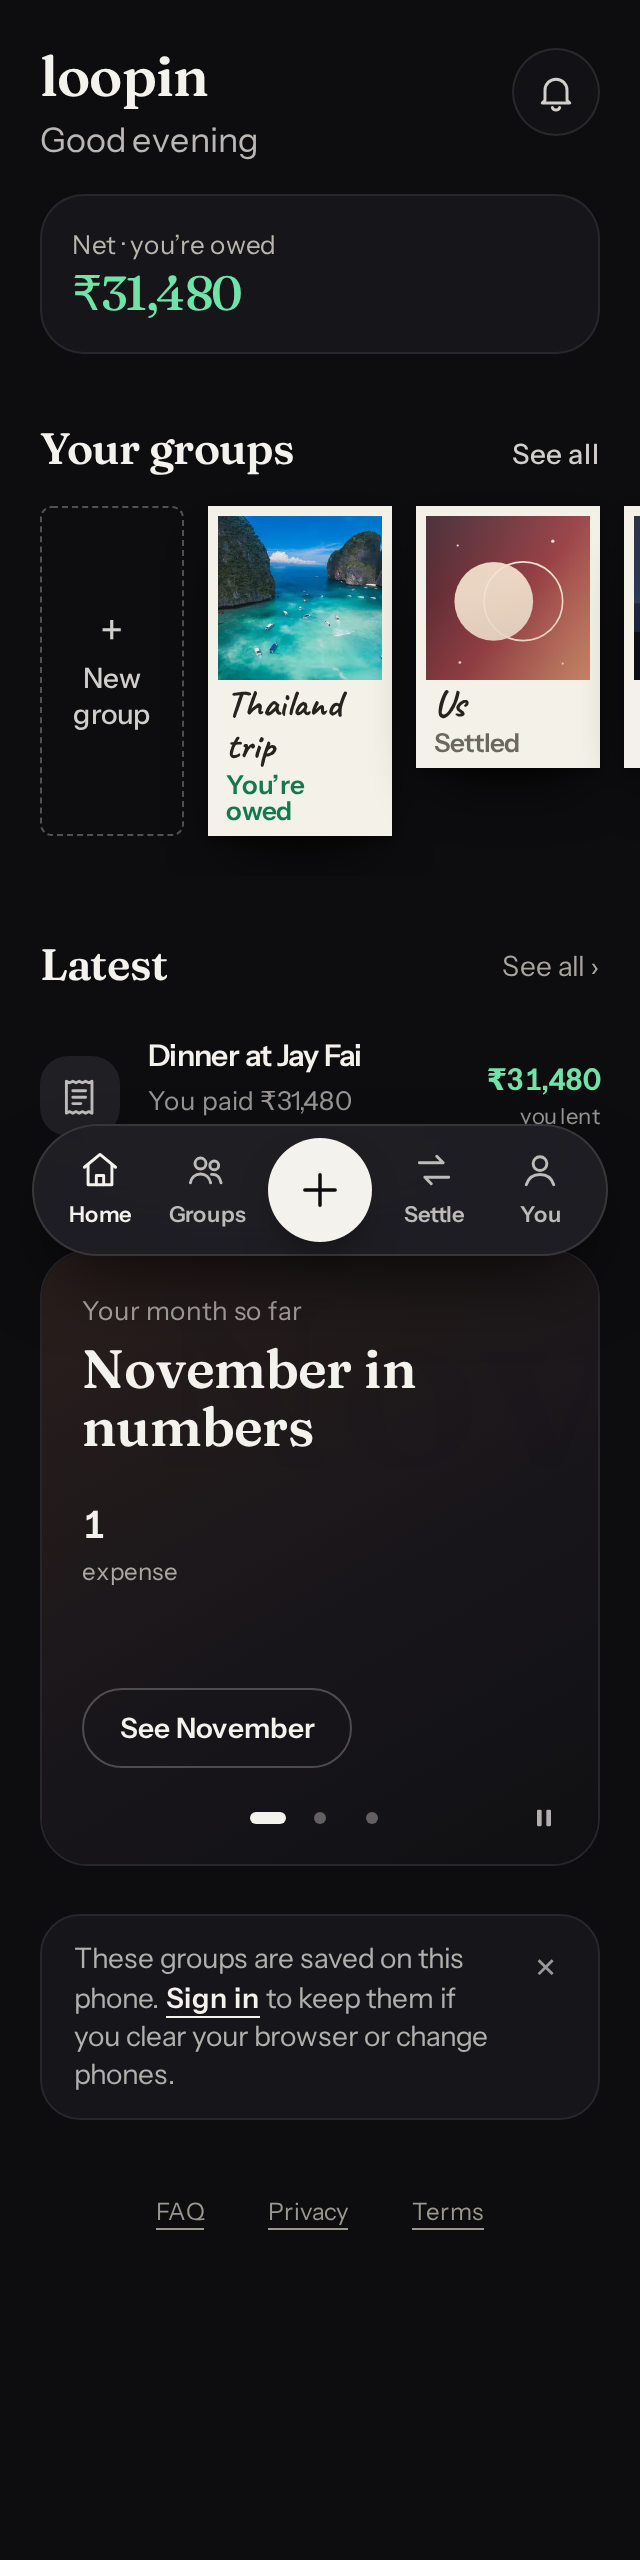 loopin
Good evening
Net · you’re owed
₹31,480
Your groups
See all
+
New
group
Thailand
trip
You’re
owed
Us
Settled
Latest
See all ›
Dinner at Jay Fai
You paid ₹31,480
₹31,480
you lent
Home
Groups
Settle
You
Your month so far
November in
numbers
1
expense
See November
These groups are saved on this
phone. Sign in to keep them if
you clear your browser or change
phones.
FAQ
Privacy
Terms